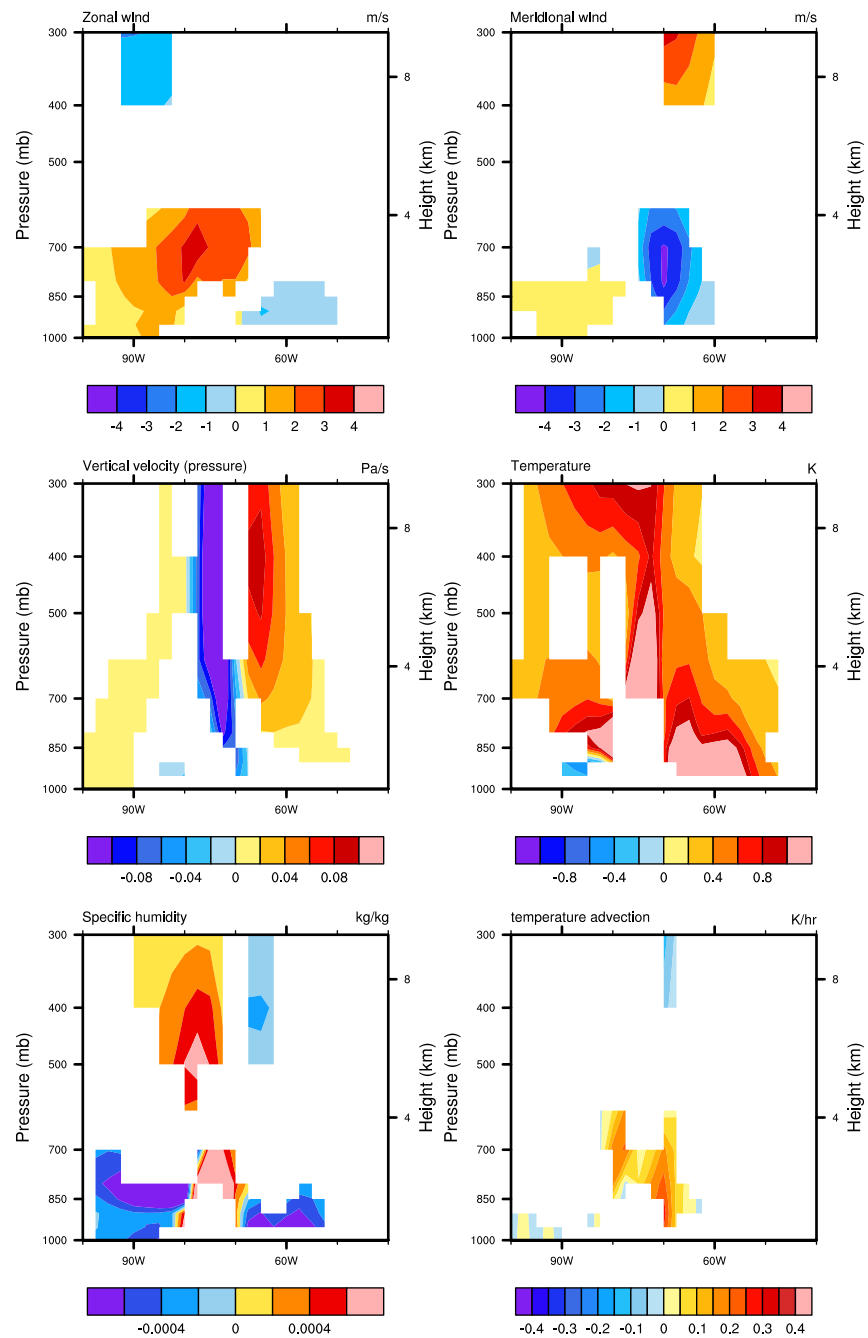 Zonal wind m/s Meridional wind m/s
300 300
8 8
400 400
Pressure (mb) Height (km) Pressure (mb) Height (km)
500 500
4 4
700 700
850 850
1000 1000
90W 60W 90W 60W
-4 -3 -2 -1 0 1 2 3 4 -4 -3 -2 -1 0 1 2 3 4
Vertical velocity (pressure) Pa/s Temperature K
300 300
8 8
400 400
Pressure (mb) Height (km) Pressure (mb) Height (km)
500 500
4 4
700 700
850 850
1000 1000
90W 60W 90W 60W
-0.08 -0.04 0 0.04 0.08 -0.8 -0.4 0 0.4 0.8
Specific humidity kg/kg temperature advection K/hr
300 300
8 8
400 400
Pressure (mb) Height (km) Pressure (mb) Height (km)
500 500
4 4
700 700
850 850
1000 1000
90W 60W 90W 60W
-0.0004 0 0.0004 -0.4 -0.3 -0.2 -0.1 0 0.1 0.2 0.3 0.4